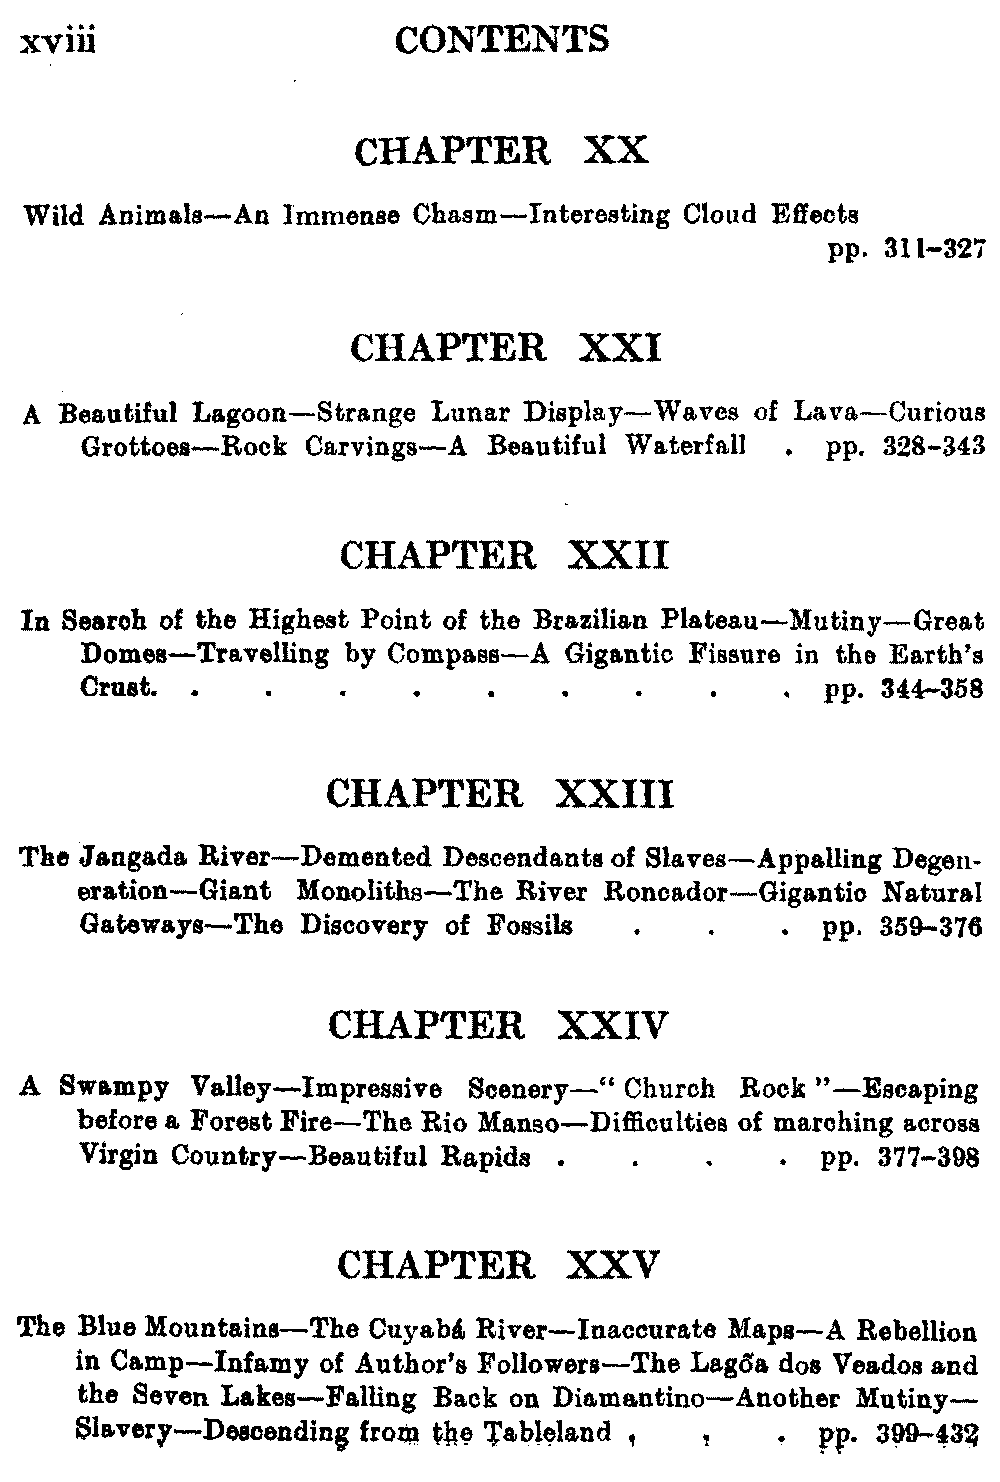 xviii CONTENTS
CHAPTER XX
Wild Animals—An Immense Chasm—Interesting Cloud Effects
pp. 311–327
CHAPTER XXI
A Beautiful Lagoon—Strange Lunar Display—Waves of Lava—Curious
Grottoes—Rock Carvings—A Beautiful Waterfall . pp. 328–343
CHAPTER XXII
In Search of the Highest Point of the Brazilian Plateau—Mutiny—Great
Domes—Travelling by Compass—A Gigantic Fissure in the Earth's
Crust. . . . . . . . . . pp. 344–358
CHAPTER XXIII
The Jangada River—Demented Descendants of Slaves—Appalling Degen-
eration—Giant Monoliths—The River Roncador—Gigantic Natural
Gateways—The Discovery of Fossils . . . pp. 359–376
CHAPTER XXIV
A Swampy Valley—Impressive Scenery—“ Church Rock ”—Escaping
before a Forest Fire—The Rio Manso—Difficulties of marching across
Virgin Country—Beautiful Rapids . . . . pp. 377–398
CHAPTER XXV
The Blue Mountains—The Cuyabá River—Inaccurate Maps—A Rebellion
in Camp—Infamy of Author's Followers—The Lagõa dos Veados and
the Seven Lakes—Falling Back on Diamantino—Another Mutiny—
Slavery—Descending from the Tableland , , . pp. 399–432